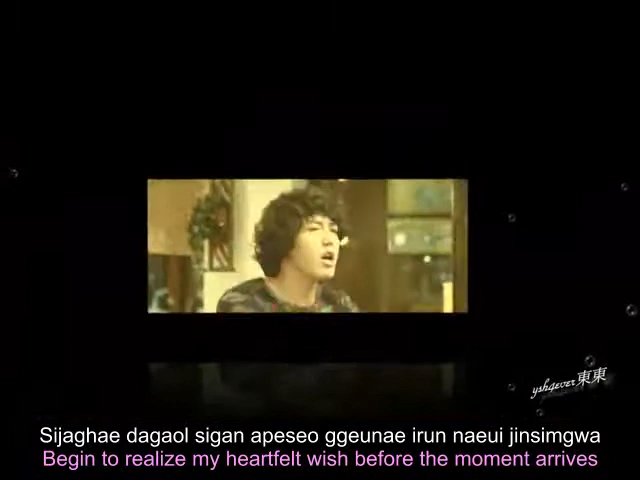 yshqever東東
Sijaghae dagaol sigan apeseo ggeunae irun naeui jinsimgwa
Begin to realize my heartfelt wish before the moment arrives